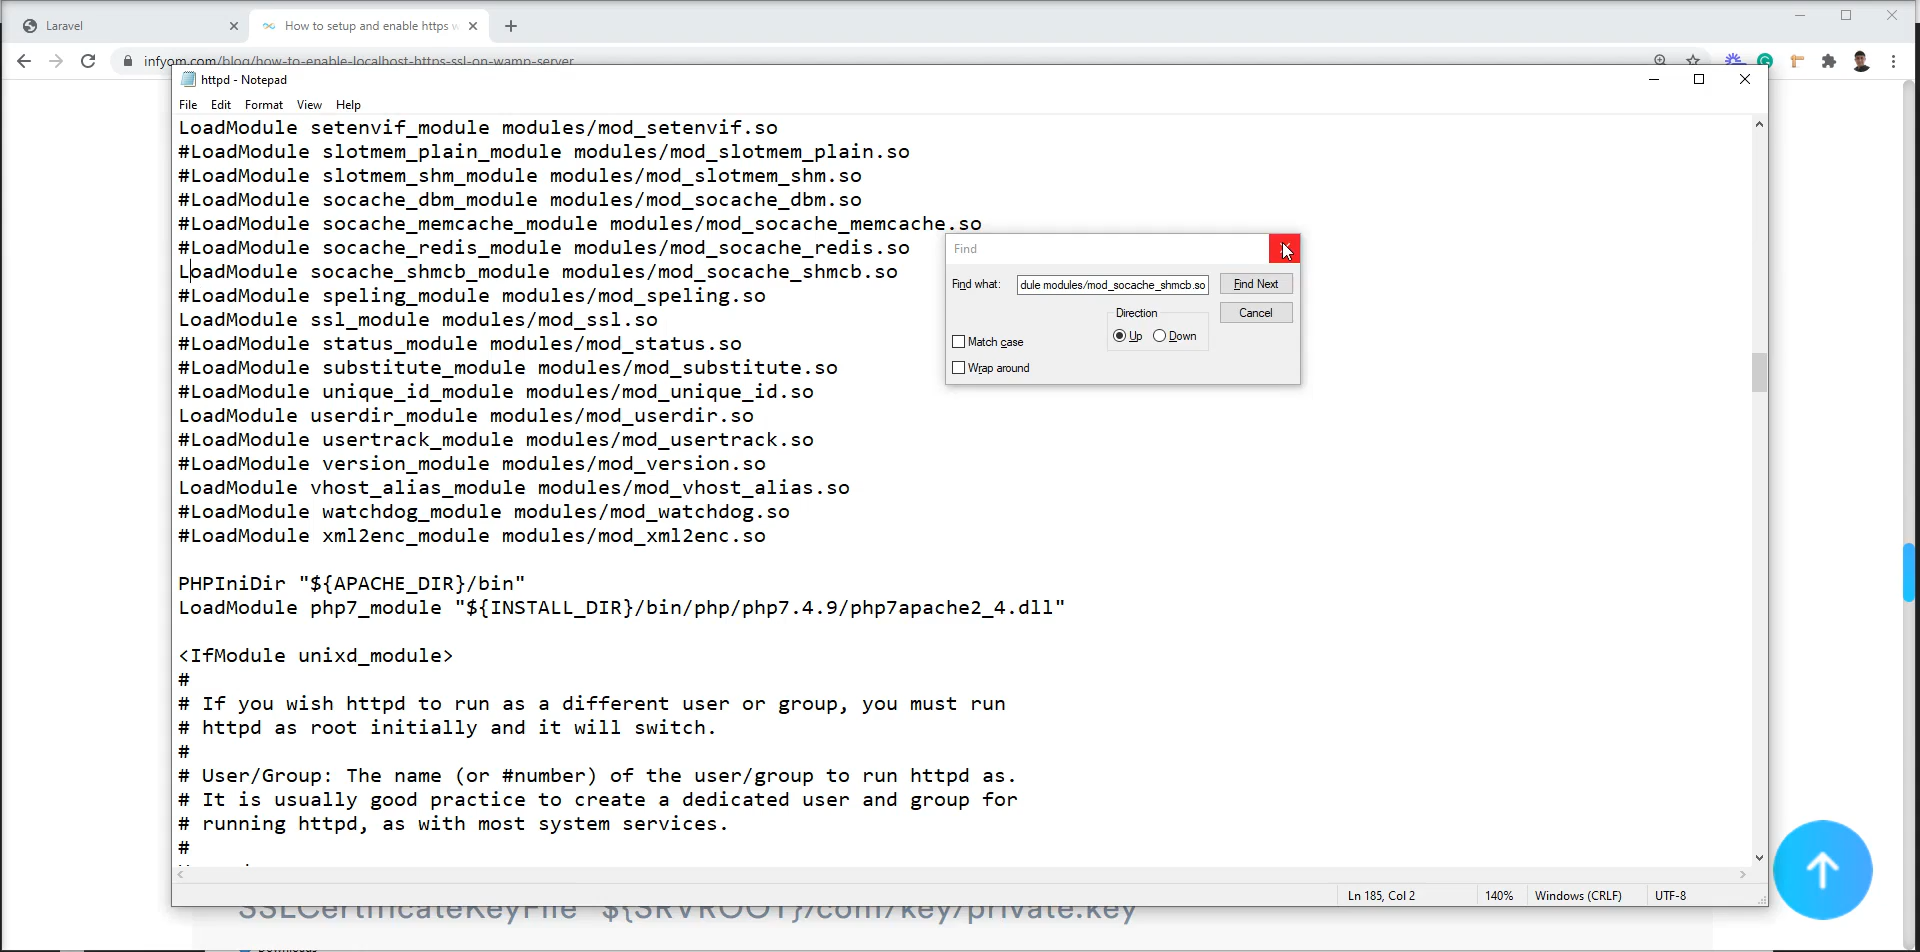 Laravel
How to setup and enable https w
infyom.com/blog/how-to-enable-localhost-https-ssl-on-wamp-server
httpd - Notepad
File Edit Format View Help
LoadModule setenvif_module modules/mod_setenvif.so
#LoadModule slotmem_plain_module modules/mod_slotmem_plain.so
#LoadModule slotmem_shm_module modules/mod_slotmem_shm.so
#LoadModule socache_dbm_module modules/mod_socache_dbm.so
#LoadModule socache_memcache_module modules/mod_socache_memcache.so
#LoadModule socache_redis_module modules/mod_socache_redis.so
LoadModule socache_shmcb_module modules/mod_socache_shmcb.so
#LoadModule speling_module modules/mod_speling.so
LoadModule ssl_module modules/mod_ssl.so
#LoadModule status_module modules/mod_status.so
#LoadModule substitute_module modules/mod_substitute.so
#LoadModule unique_id_module modules/mod_unique_id.so
LoadModule userdir_module modules/mod_userdir.so
#LoadModule usertrack_module modules/mod_usertrack.so
#LoadModule version_module modules/mod_version.so
LoadModule vhost_alias_module modules/mod_vhost_alias.so
#LoadModule watchdog_module modules/mod_watchdog.so
#LoadModule xml2enc_module modules/mod_xml2enc.so
PHPIniDir "${APACHE_DIR}/bin"
LoadModule php7_module "${INSTALL_DIR}/bin/php/php7.4.9/php7apache2_4.dll"
<IfModule unixd_module>
#
# If you wish httpd to run as a different user or group, you must run
# httpd as root initially and it will switch.
#
# User/Group: The name (or #number) of the user/group to run httpd as.
# It is usually good practice to create a dedicated user and group for
# running httpd, as with most system services.
#
Find
Find what: dule modules/mod_socache_shmcb.so Find Next
Direction Cancel
Up Down
Match case
Wrap around
Ln 185, Col 2 140% Windows (CRLF) UTF-8
SSLCertificateKeyFile "${SRVROOT}/conf/key/private.key
Downloads